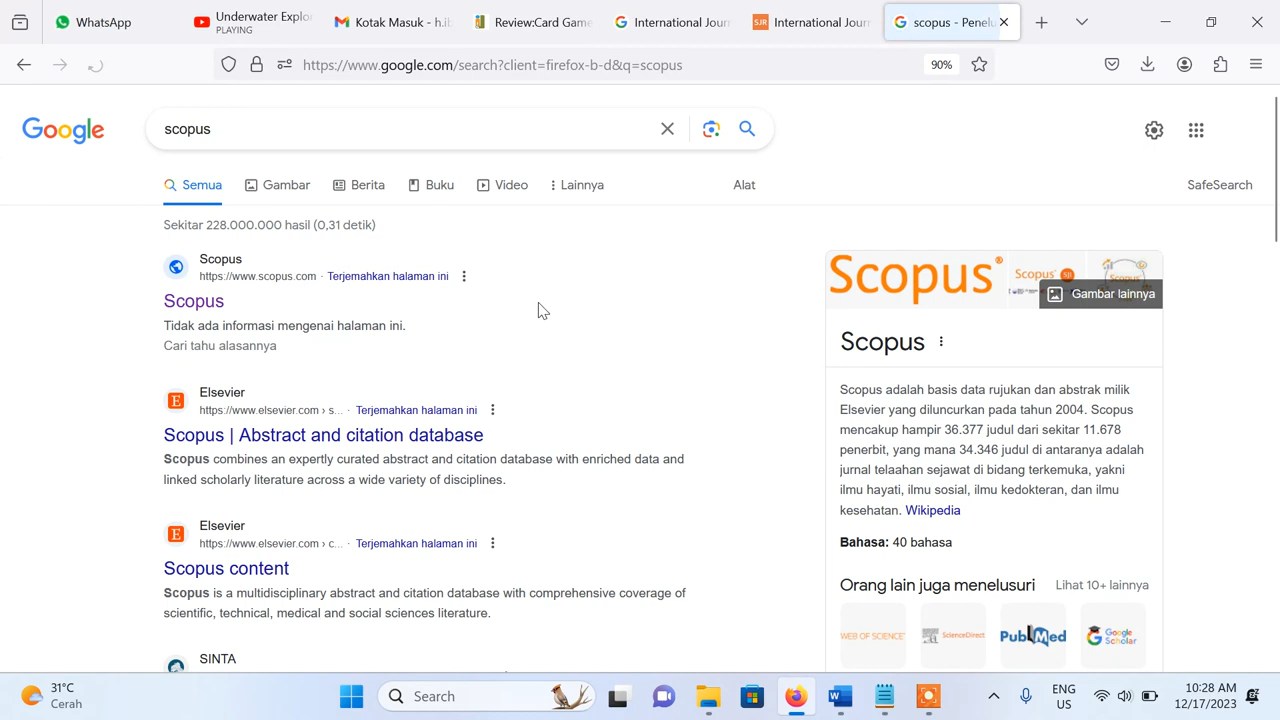 WhatsApp
Underwater Explo
PLAYING
Kotak Masuk - h.ib
Review:Card Game
International Jour
SJR
International Jour
scopus - Penelu
https://www.google.com/search?client=firefox-b-d&q=scopus
90%
Google
scopus
Semua
Gambar
Berita
Buku
Video
Lainnya
Alat
SafeSearch
Sekitar 228.000.000 hasil (0,31 detik)
Scopus
https://www.scopus.com · Terjemahkan halaman ini
Scopus
Tidak ada informasi mengenai halaman ini.
Cari tahu alasannya
Elsevier
https://www.elsevier.com › s... · Terjemahkan halaman ini
Scopus | Abstract and citation database
Scopus combines an expertly curated abstract and citation database with enriched data and
linked scholarly literature across a wide variety of disciplines.
Elsevier
https://www.elsevier.com › c... · Terjemahkan halaman ini
Scopus content
Scopus is a multidisciplinary abstract and citation database with comprehensive coverage of
scientific, technical, medical and social sciences literature.
SINTA
Scopus®
Scopus
Gambar lainnya
Scopus
Scopus adalah basis data rujukan dan abstrak milik
Elsevier yang diluncurkan pada tahun 2004. Scopus
mencakup hampir 36.377 judul dari sekitar 11.678
penerbit, yang mana 34.346 judul di antaranya adalah
jurnal telaahan sejawat di bidang terkemuka, yakni
ilmu hayati, ilmu sosial, ilmu kedokteran, dan ilmu
kesehatan. Wikipedia
Bahasa: 40 bahasa
Orang lain juga menelusuri
Lihat 10+ lainnya
WEB OF SCIENCE
ScienceDirect
PubMed
Google Scholar
31°C
Cerah
Search
ENG
US
10:28 AM
12/17/2023